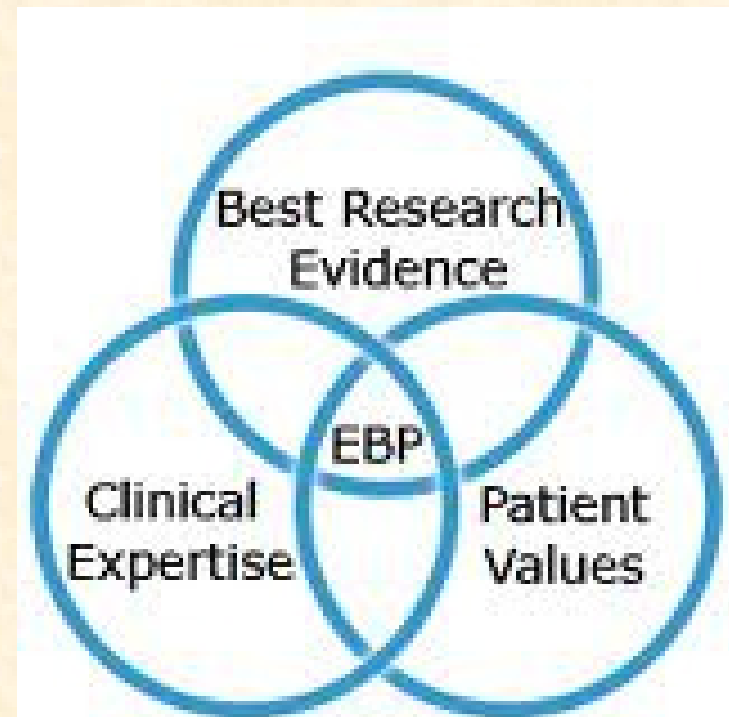 Best Research
Evidence
EBP
Clinical
Expertise
Patient
Values